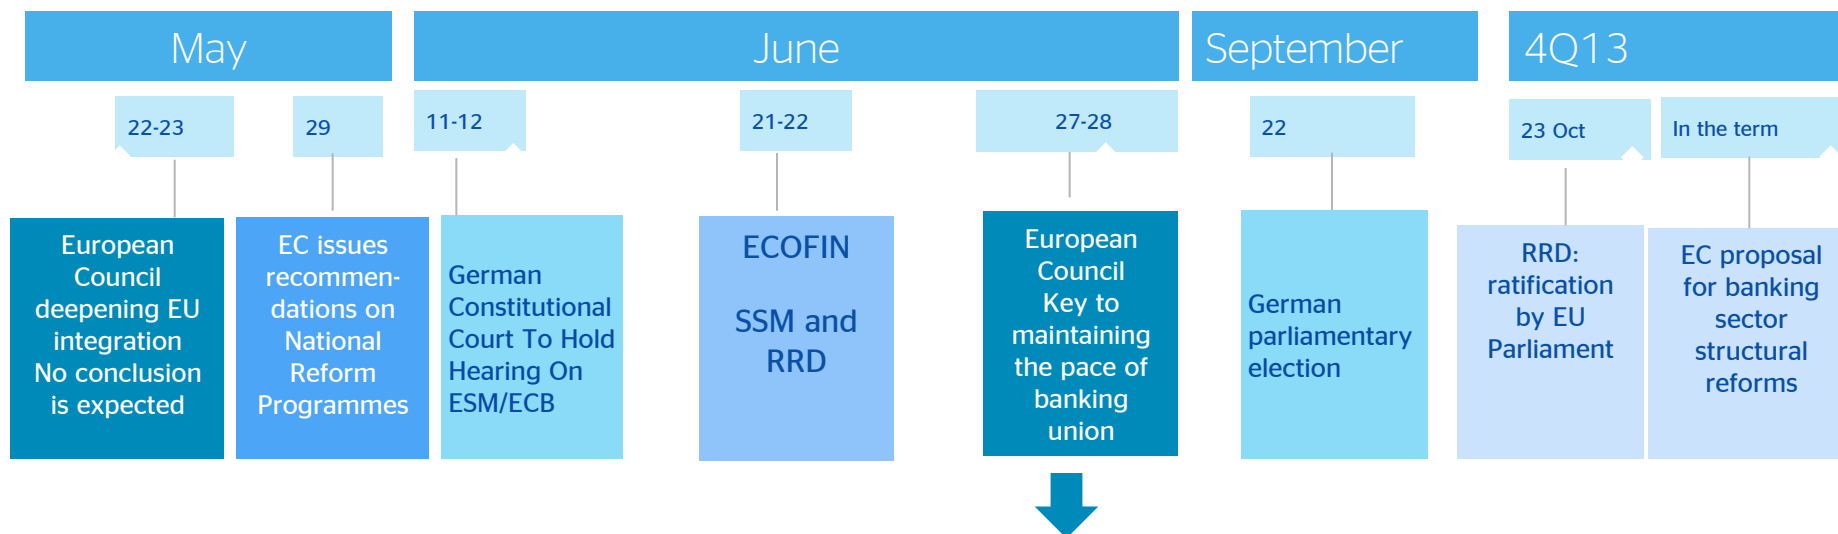 May
June
September
4Q13
22-23
29
11-12
21-22
27-28
22
23 Oct
In the term
European
Council
deepening EU
integration
No conclusion
is expected
EC issues
recommen-
dations on
National
Reform
Programmes
German
Constitutional
Court To Hold
Hearing On
ESM/ECB
ECOFIN
SSM and
RRD
European
Council
Key to
maintaining
the pace of
banking
union
German
parliamentary
election
RRD:
ratification
by EU
Parliament
EC proposal
for banking
sector
structural
reforms